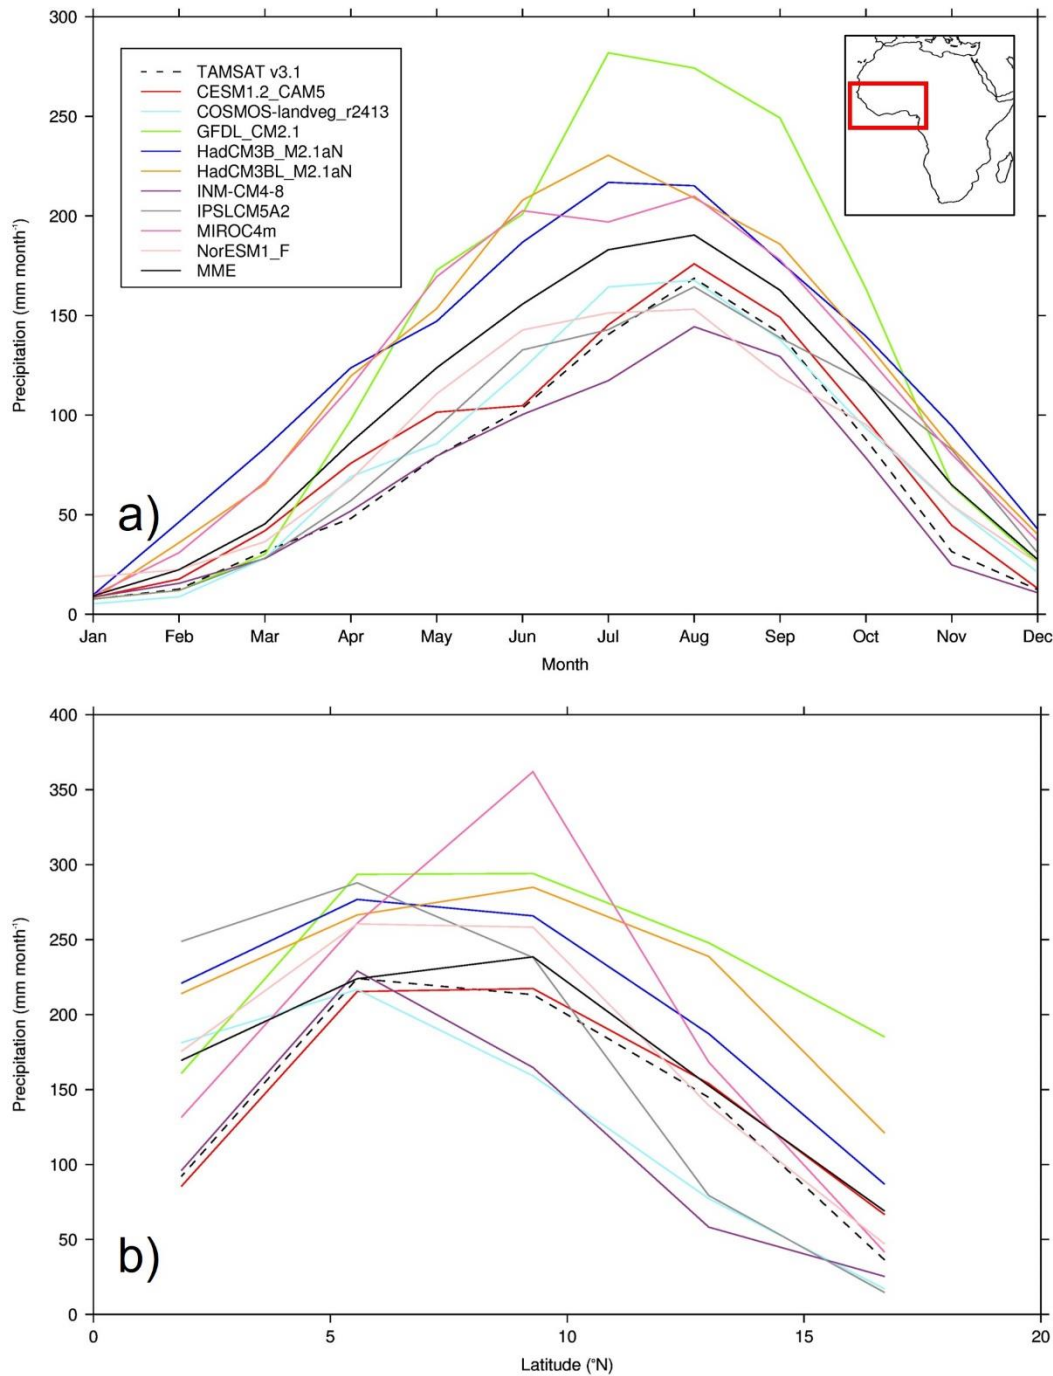 300
250
200
150
100
50
0
Precipitation (mm month⁻¹)
TAMSAT v3.1
CESM1.2_CAM5
COSMOS-landveg_r2413
GFDL_CM2.1
HadCM3B_M2.1aN
HadCM3BL_M2.1aN
INM-CM4-8
IPSLCM5A2
MIROC4m
NorESM1_F
MME
a)
Jan Feb Mar Apr May Jun Jul Aug Sep Oct Nov Dec
Month
400
350
300
250
200
150
100
50
0
Precipitation (mm month⁻¹)
b)
0 5 10 15 20
Latitude (°N)